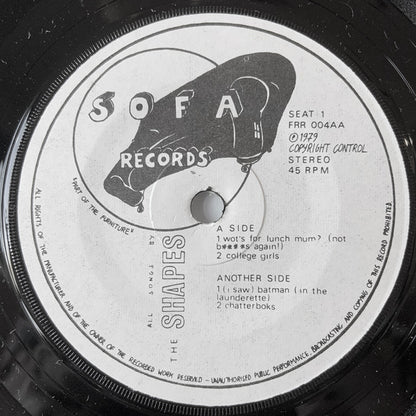 SOFA
RECORDS
"PART OF THE FURNITURE"
SEAT 1
FRR 004AA
Ⓟ 1979
COPYRIGHT CONTROL
STEREO
45 RPM
ALL SONGS BY
THE SHAPES
A SIDE
1 wot's for lunch mum? (not
b****s again!)
2 college girls
ANOTHER SIDE
1 (i saw) batman (in the
launderette)
2 chatterboks
ALL RIGHTS OF THE MANUFACTURER AND OF THE OWNER OF THE RECORDED WORK RESERVED - UNAUTHORISED PUBLIC PERFORMANCE, BROADCASTING AND COPYING OF THIS RECORD PROHIBITED